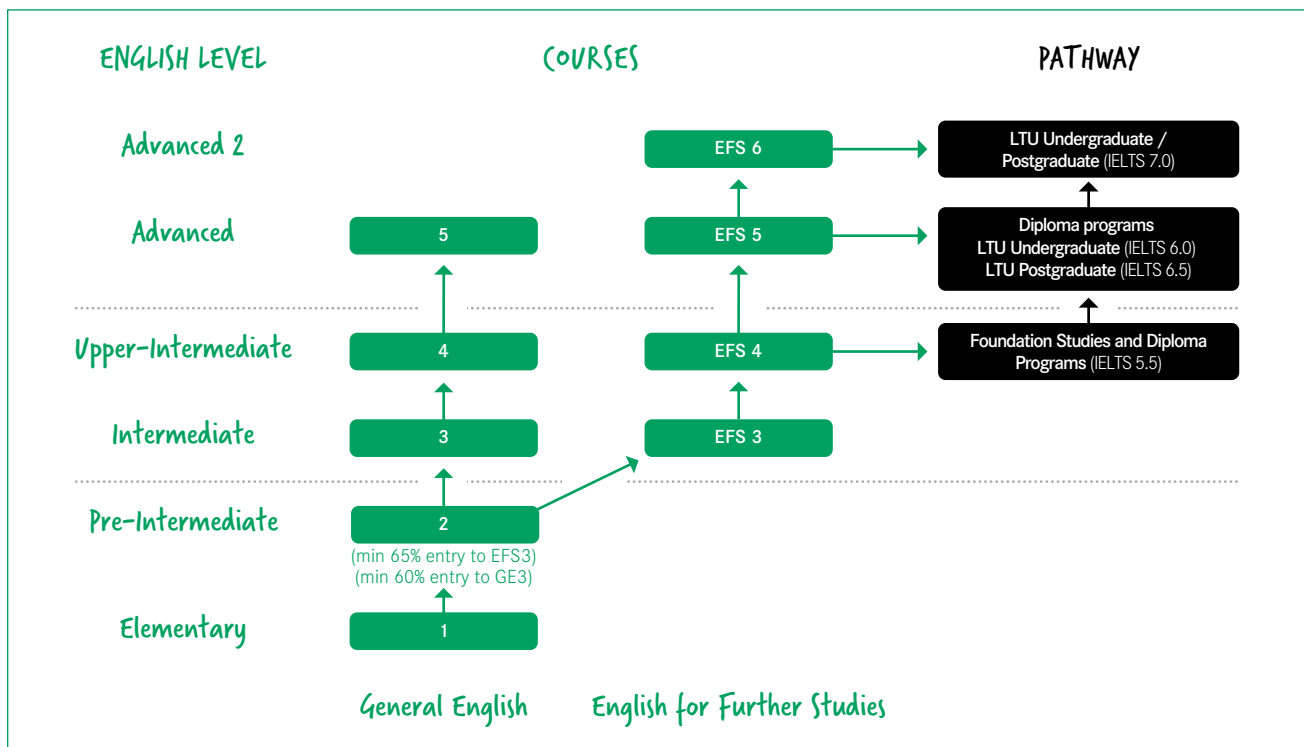 ENGLISH LEVEL
COURSES
PATHWAY
Advanced 2
EFS 6
LTU Undergraduate /
Postgraduate (IELTS 7.0)
Advanced
5
EFS 5
Diploma programs
LTU Undergraduate (IELTS 6.0)
LTU Postgraduate (IELTS 6.5)
Upper-Intermediate
4
EFS 4
Foundation Studies and Diploma
Programs (IELTS 5.5)
Intermediate
3
EFS 3
Pre-Intermediate
2
(min 65% entry to EFS3)
(min 60% entry to GE3)
Elementary
1
General English
English for Further Studies